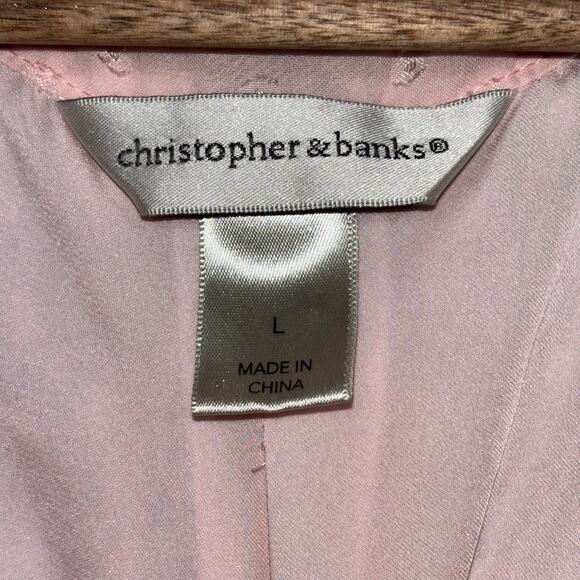 christopher & banks®
L
MADE IN
CHINA